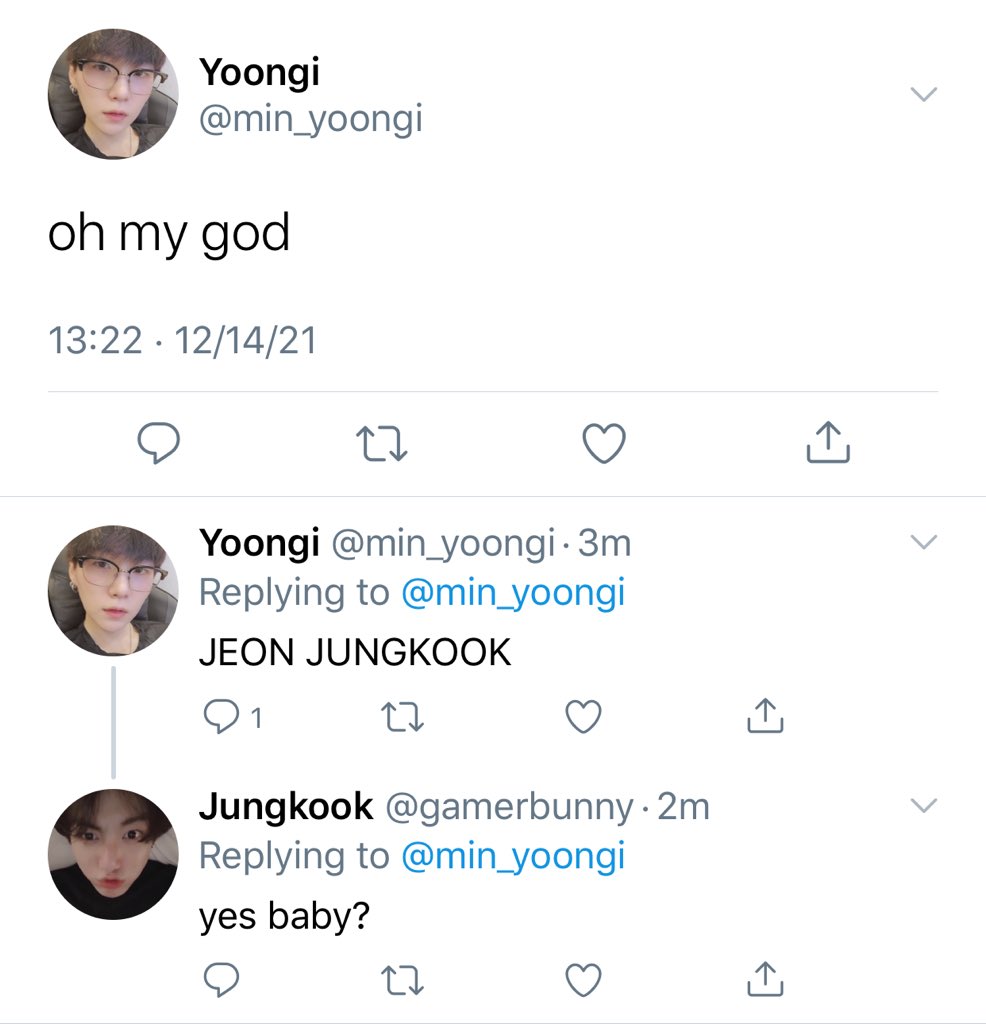 Yoongi
@min_yoongi
oh my god
13:22 · 12/14/21
Yoongi @min_yoongi · 3m
Replying to @min_yoongi
JEON JUNGKOOK
1
Jungkook @gamerbunny · 2m
Replying to @min_yoongi
yes baby?